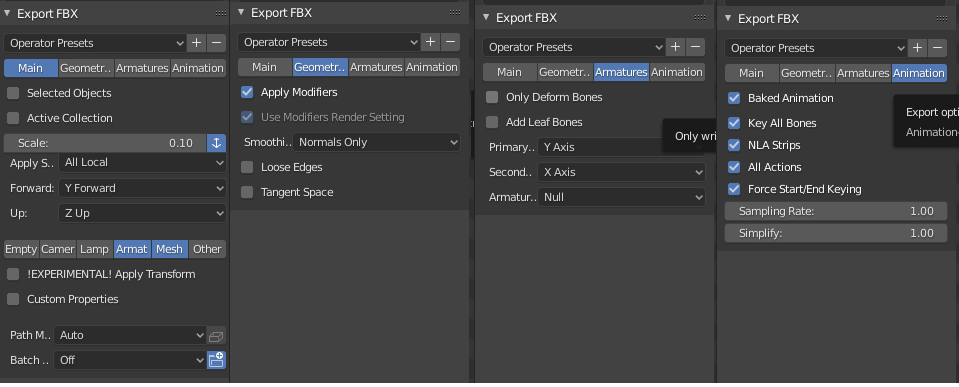 Export FBX
Operator Presets
Main Geometr.. Armatures Animation
Selected Objects
Active Collection
Scale: 0.10
Apply S.. All Local
Forward: Y Forward
Up: Z Up
Empty Camer Lamp Armat Mesh Other
!EXPERIMENTAL! Apply Transform
Custom Properties
Path M.. Auto
Batch .. Off
Export FBX
Operator Presets
Main Geometr.. Armatures Animation
Apply Modifiers
Use Modifiers Render Setting
Smoothi.. Normals Only
Loose Edges
Tangent Space
Export FBX
Operator Presets
Main Geometr.. Armatures Animation
Only Deform Bones
Add Leaf Bones
Only wri
Primary.. Y Axis
Second.. X Axis
Armatur.. Null
Export FBX
Operator Presets
Main Geometr.. Armatures Animation
Baked Animation
Export opti
Key All Bones
Animation
NLA Strips
All Actions
Force Start/End Keying
Sampling Rate: 1.00
Simplify: 1.00